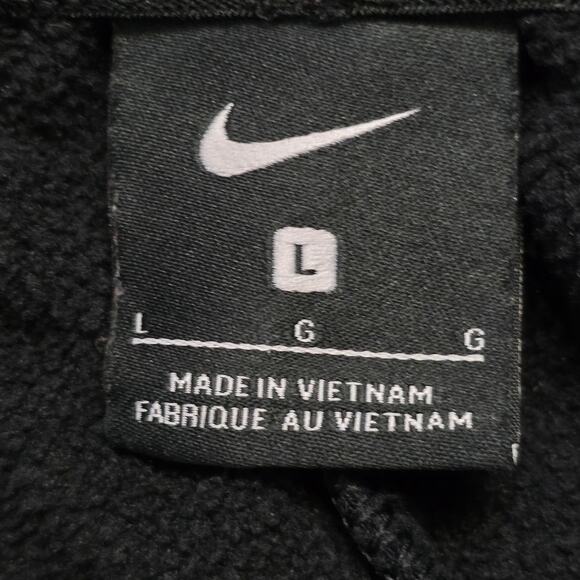 L
L G G
MADE IN VIETNAM
FABRIQUE AU VIETNAM